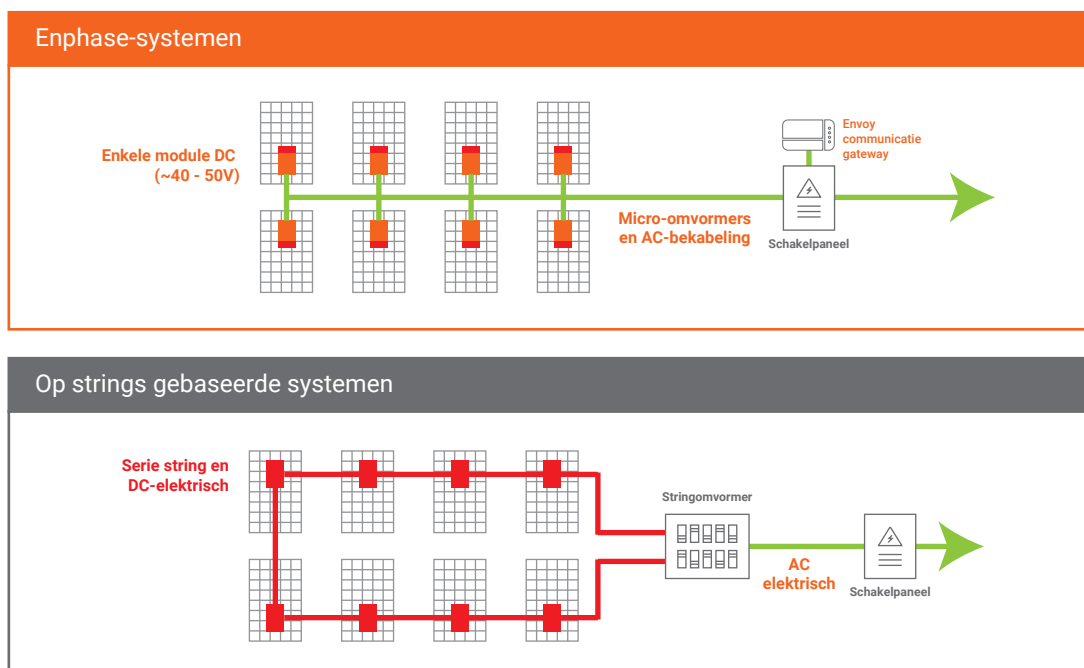 Enphase-systemen
Enkele module DC
(~40 - 50V)
Envoy
communicatie
gateway
Micro-omvormers
en AC-bekabeling
Schakelpaneel
Op strings gebaseerde systemen
Serie string en
DC-elektrisch
Stringomvormer
AC
elektrisch
Schakelpaneel